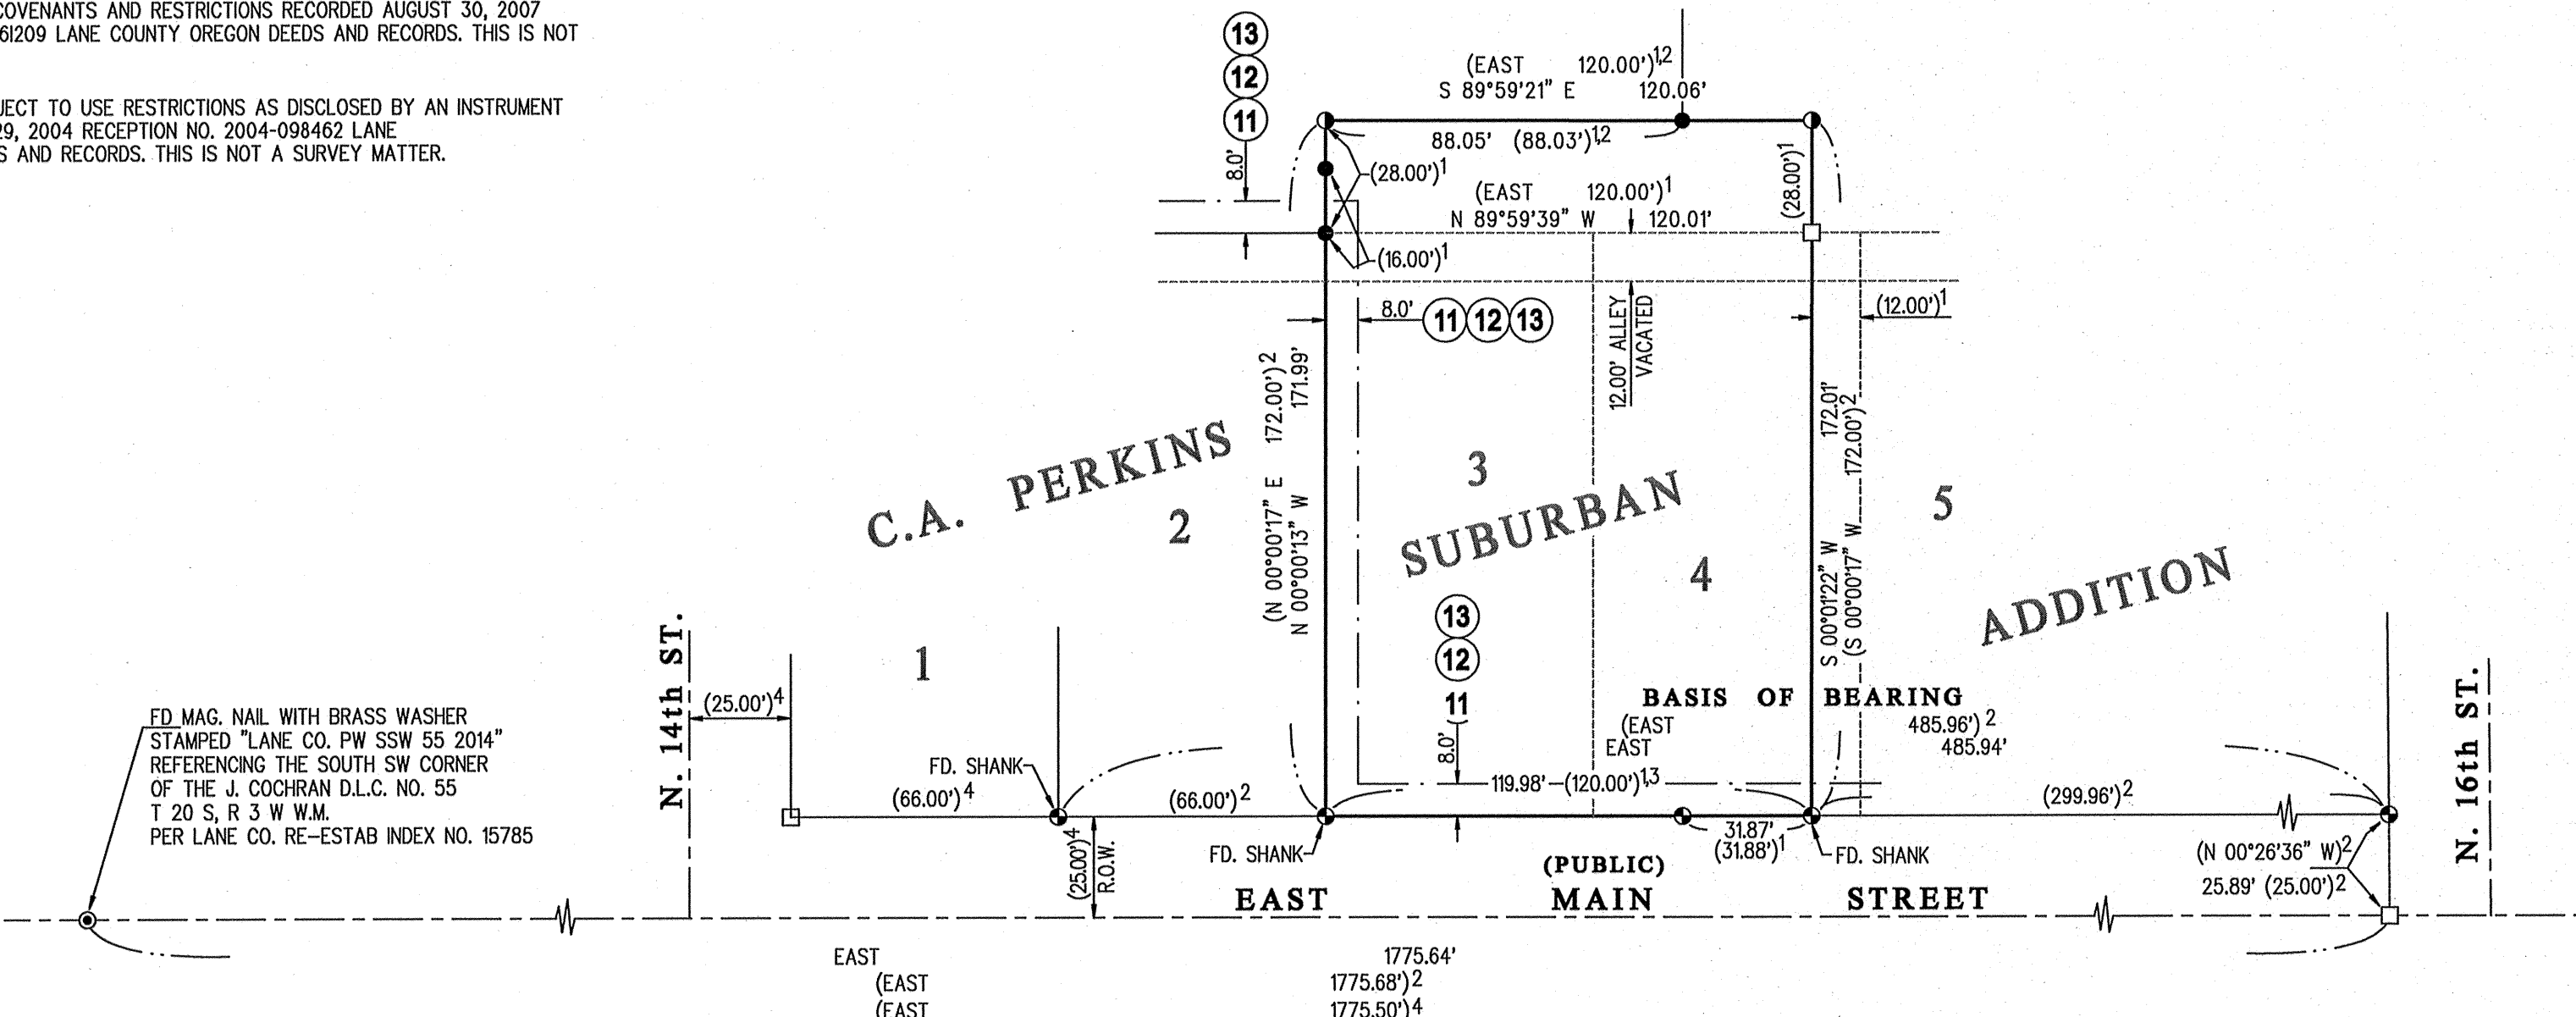 COVENANTS AND RESTRICTIONS RECORDED AUGUST 30, 2007
61209 LANE COUNTY OREGON DEEDS AND RECORDS. THIS IS NOT
JECT TO USE RESTRICTIONS AS DISCLOSED BY AN INSTRUMENT
29, 2004 RECEPTION NO. 2004-098462 LANE
S AND RECORDS. THIS IS NOT A SURVEY MATTER.
13
12
11
8.0'
(EAST 120.00')1,2
S 89°59'21" E 120.06'
88.05' (88.03')1,2
(28.00')1
(28.00')1
(EAST 120.00')1
N 89°59'39" W 120.01'
(16.00')1
8.0'
11 12 13
12.00' ALLEY
VACATED
(12.00')1
(N 00°00'17" E 172.00')2
N 00°00'13" W 171.99'
S 00°01'22" W 172.01'
(S 00°00'17" W 172.00')2
C.A. PERKINS
SUBURBAN
ADDITION
1
2
3
4
5
13
12
11
8.0'
BASIS OF BEARING
(EAST 485.96')2
EAST 485.94'
N. 14th ST.
(25.00')4
N. 16th ST.
FD MAG. NAIL WITH BRASS WASHER
STAMPED "LANE CO. PW SSW 55 2014"
REFERENCING THE SOUTH SW CORNER
OF THE J. COCHRAN D.L.C. NO. 55
T 20 S, R 3 W W.M.
PER LANE CO. RE-ESTAB INDEX NO. 15785
FD. SHANK
(66.00')4
(66.00')2
119.98' (120.00')1,3
(299.96')2
(25.00')4
R.O.W.
FD. SHANK
31.87'
(31.88')1
FD. SHANK
(N 00°26'36" W)2
25.89' (25.00')2
(PUBLIC)
EAST MAIN STREET
EAST 1775.64'
(EAST 1775.68')2
(EAST 1775.50')4